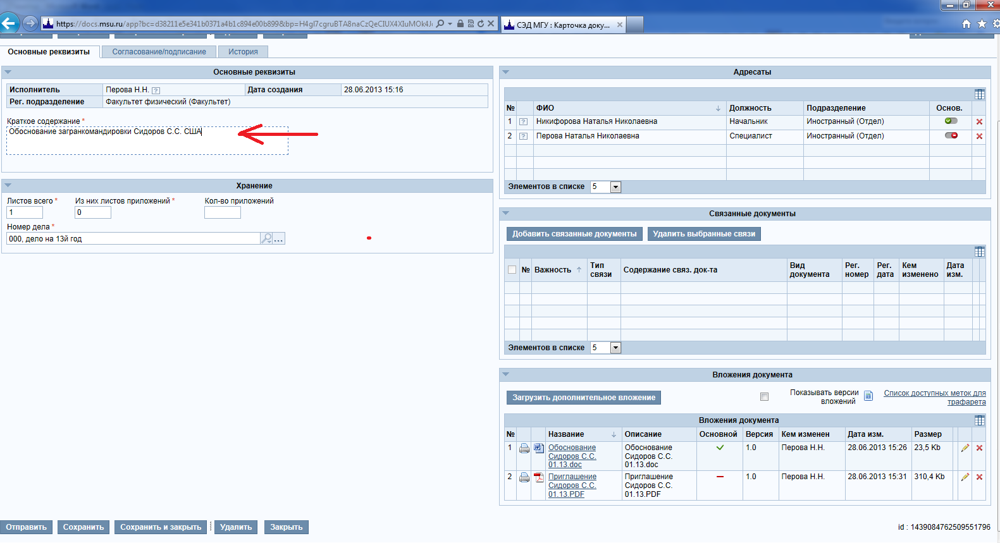 https://docs.msu.ru/app?bc=d38211e5e341b0371a4b1c894e00b899&bp=H4gI7cgruBTA8naCzQeCIUX4XIuMOk4J
СЭД МГУ : Карточка доку...
Основные реквизиты
Согласование/подписание
История
Основные реквизиты
Исполнитель Перова Н.Н. ? Дата создания 28.06.2013 15:16
Рег. подразделение Факультет физический (Факультет)
Краткое содержание *
Обоснование загранкомандировки Сидоров С.С. США
Хранение
Листов всего * Из них листов приложений * Кол-во приложений
1 0
Номер дела *
000, дело на 13й год ...
Адресаты
№ ФИО Должность Подразделение Основ.
1 ? Никифорова Наталья Николаевна Начальник Иностранный (Отдел)
2 ? Перова Наталья Николаевна Специалист Иностранный (Отдел)
Элементов в списке 5
Связанные документы
Добавить связанные документы Удалить выбранные связи
№ Важность Тип связи Содержание связ. док-та Вид документа Рег. номер Рег. дата Кем изменено Дата изм.
Элементов в списке 5
Вложения документа
Загрузить дополнительное вложение Показывать версии вложений Список доступных меток для трафарета
Вложения документа
№ Название Описание Основной Версия Кем изменен Дата изм. Размер
1 Обоснование Сидоров С.С. 01.13.doc Обоснование Сидоров С.С. 01.13.doc 1.0 Перова Н.Н. 28.06.2013 15:26 23,5 Kb
2 Приглашение Сидоров С.С. 01.13.PDF Приглашение Сидоров С.С. 01.13.PDF 1.0 Перова Н.Н. 28.06.2013 15:31 310,4 Kb
Отправить Сохранить Сохранить и закрыть Удалить Закрыть
id : 1439084762509551796